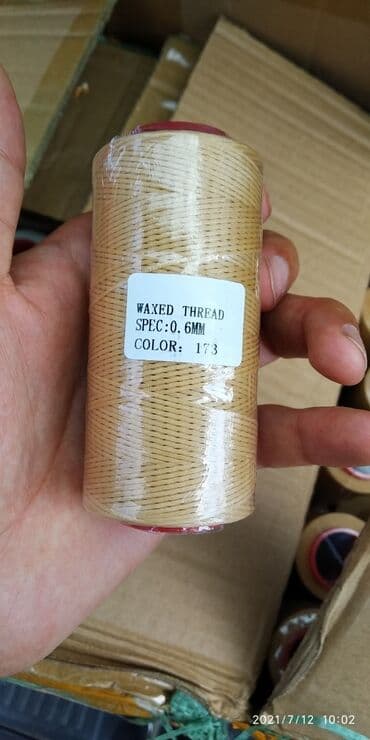 WAXED THREAD
SPEC:0.6MM
COLOR: 173
2021/7/12 10:02